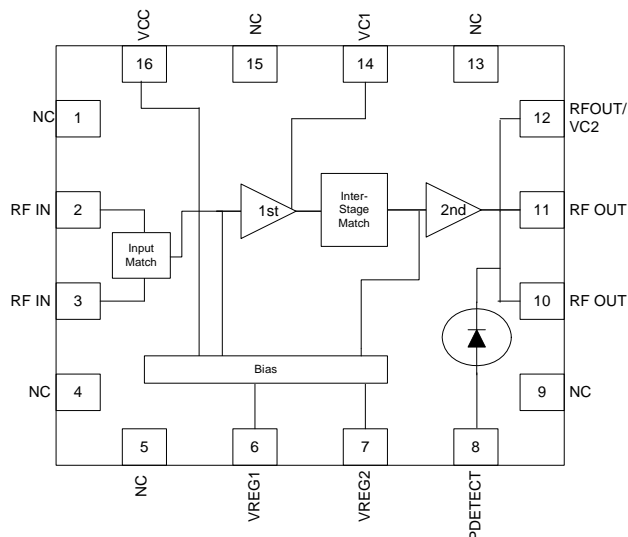 VCC
NC
VC1
NC
16
15
14
13
NC
1
12
RFOUT/
VC2
RF IN
2
1st
Inter-
Stage
Match
2nd
11
RF OUT
Input
Match
RF IN
3
10
RF OUT
Bias
NC
4
9
NC
5
6
7
8
NC
VREG1
VREG2
PDETECT